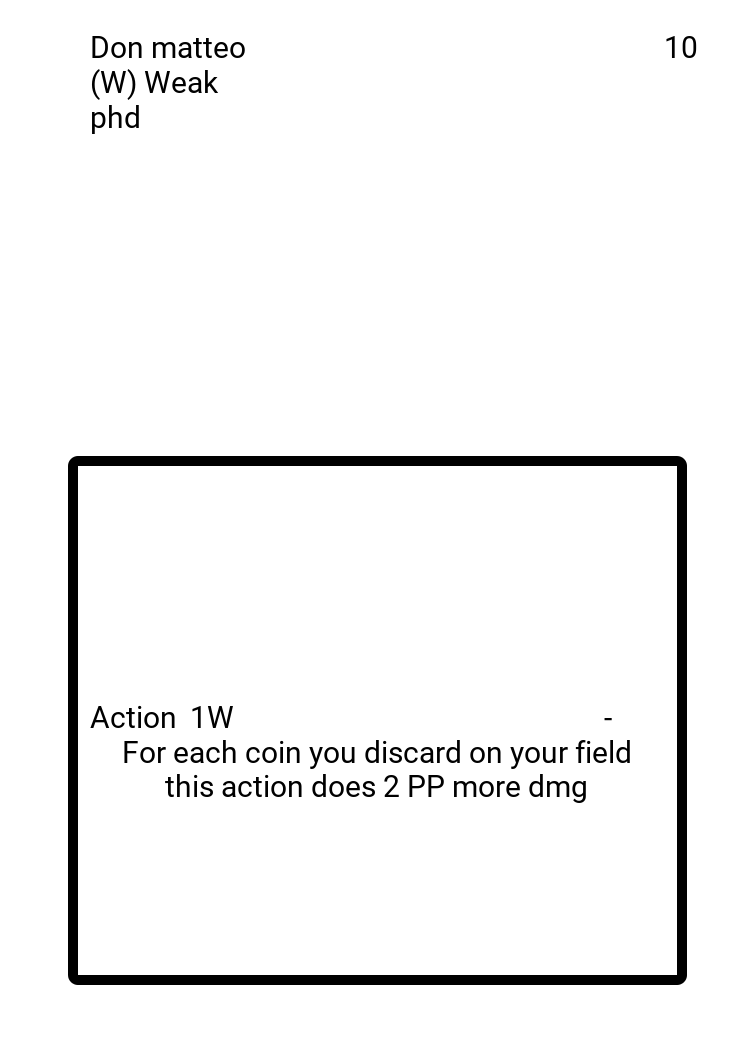 Don matteo 10
(W) Weak
phd
Action 1W -
For each coin you discard on your field
this action does 2 PP more dmg